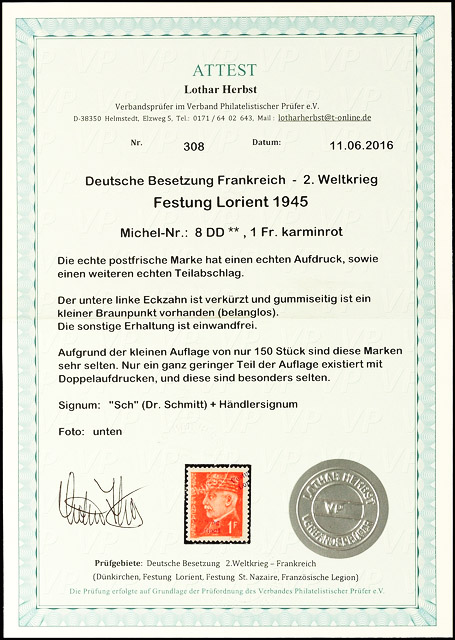 ATTEST
Lothar Herbst
Verbandsprüfer im Verband Philatelistischer Prüfer e.V.
D-38350 Helmstedt, Elzweg 5, Tel.: 0171 / 64 02 643, Mail : lotharherbst@t-online.de
Nr. 308 Datum: 11.06.2016
Deutsche Besetzung Frankreich - 2. Weltkrieg
Festung Lorient 1945
Michel-Nr.: 8 DD ** , 1 Fr. karminrot
Die echte postfrische Marke hat einen echten Aufdruck, sowie
einen weiteren echten Teilabschlag.
Der untere linke Eckzahn ist verkürzt und gummiseitig ist ein
kleiner Braunpunkt vorhanden (belanglos).
Die sonstige Erhaltung ist einwandfrei.
Aufgrund der kleinen Auflage von nur 150 Stück sind diese Marken
sehr selten. Nur ein ganz geringer Teil der Auflage existiert mit
Doppelaufdrucken, und diese sind besonders selten.
Signum: "Sch" (Dr. Schmitt) + Händlersignum
Foto: unten
1F
LOTHAR HERBST
VP
VERBANDSPRÜFER
Prüfgebiete: Deutsche Besetzung 2.Weltkrieg – Frankreich
(Dünkirchen, Festung Lorient, Festung St. Nazaire, Französische Legion)
Die Prüfung erfolgte auf Grundlage der Prüfordnung des Verbandes Philatelistischer Prüfer e.V.